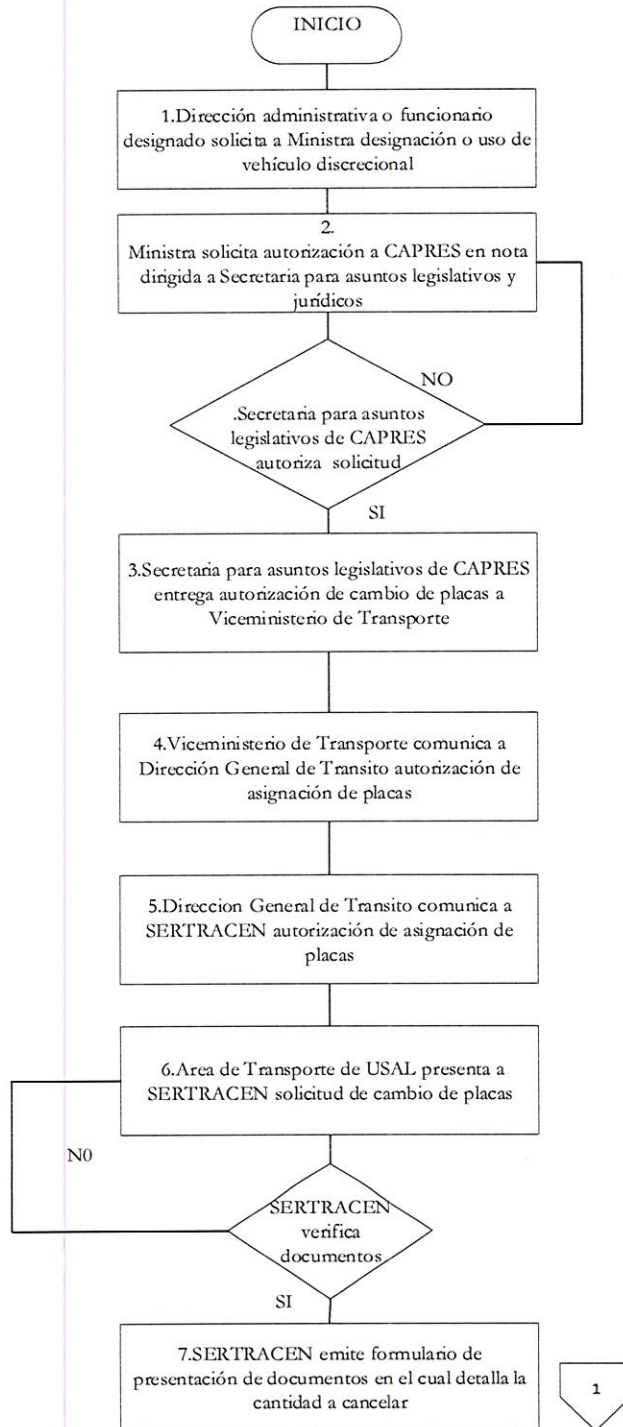 INICIO
1.Dirección administrativa o funcionario
designado solicita a Ministra designación o uso de
vehículo discrecional
2.
Ministra solicita autorización a CAPRES en nota
dirigida a Secretaria para asuntos legislativos y
jurídicos
NO
.Secretaria para asuntos
legislativos de CAPRES
autoriza solicitud
SI
3.Secretaria para asuntos legislativos de CAPRES
entrega autorización de cambio de placas a
Viceministerio de Transporte
4.Viceministerio de Transporte comunica a
Dirección General de Transito autorización de
asignación de placas
5.Direccion General de Transito comunica a
SERTRACEN autorización de asignación de
placas
6.Area de Transporte de USAL presenta a
SERTRACEN solicitud de cambio de placas
N0
SERTRACEN
verifica
documentos
SI
7.SERTRACEN emite formulario de
presentación de documentos en el cual detalla la
cantidad a cancelar
1